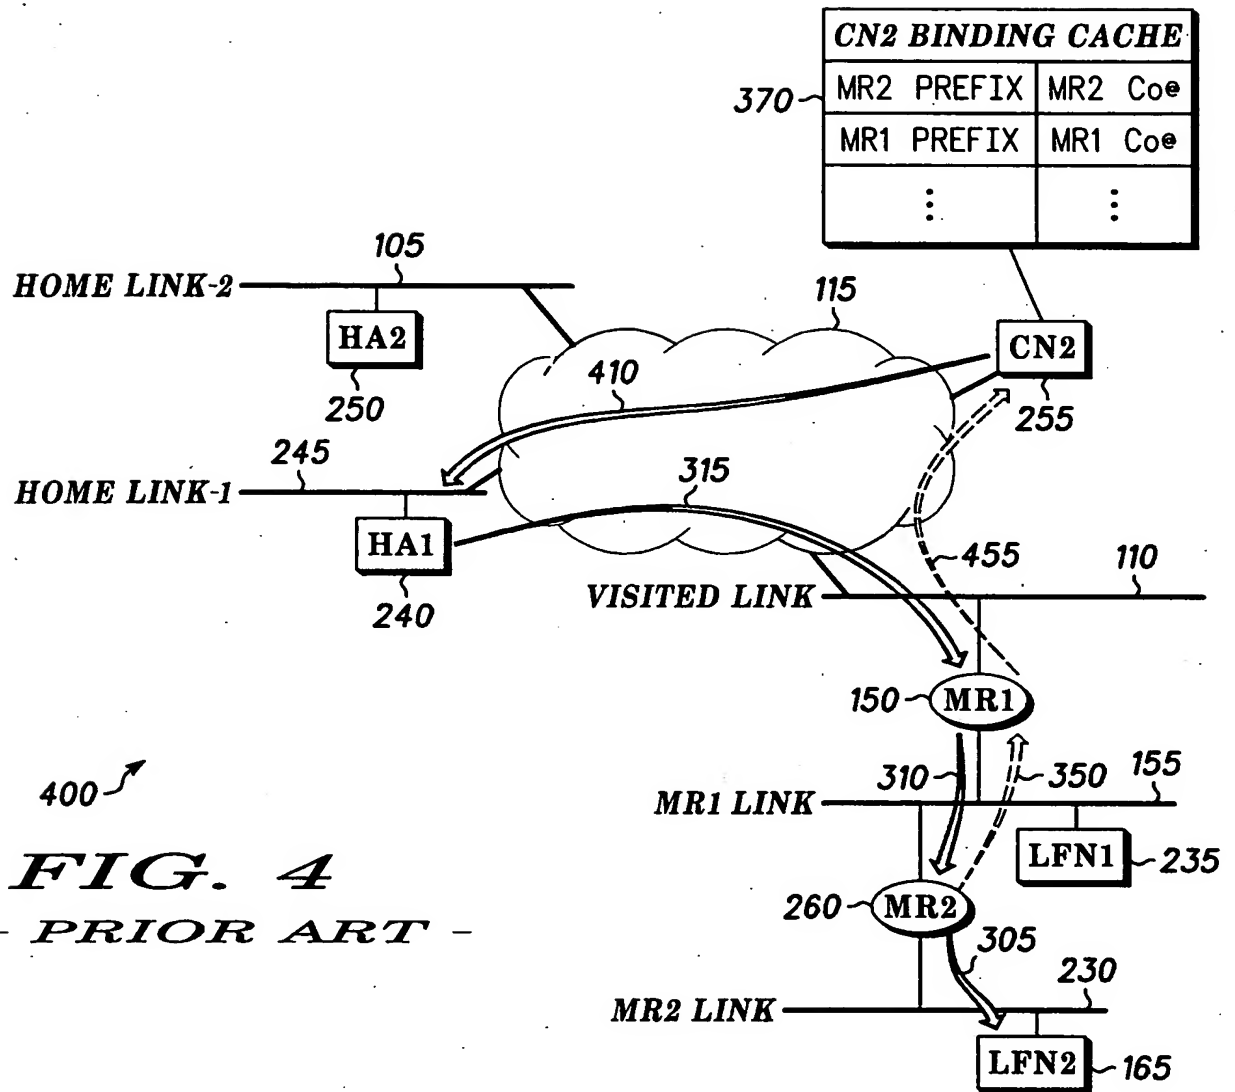 CN2 BINDING CACHE
370
MR2 PREFIX MR2 Co@
MR1 PREFIX MR1 Co@
⋮ ⋮
105
HOME LINK-2
HA2
250
115
CN2
255
410
245
HOME LINK-1
315
HA1
240
455
110
VISITED LINK
150
MR1
400
310
350
155
MR1 LINK
LFN1
235
FIG. 4
- PRIOR ART -
260
MR2
305
230
MR2 LINK
LFN2
165